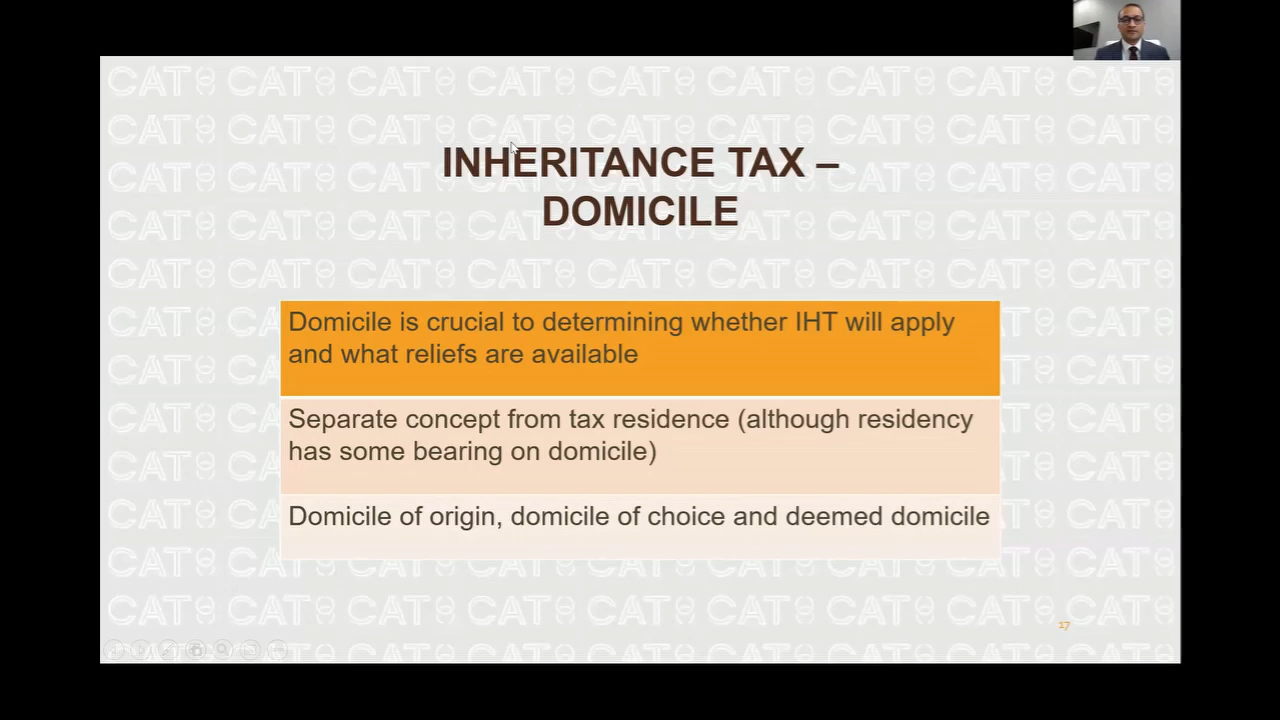 INHERITANCE TAX –
DOMICILE
Domicile is crucial to determining whether IHT will apply
and what reliefs are available
Separate concept from tax residence (although residency
has some bearing on domicile)
Domicile of origin, domicile of choice and deemed domicile
17